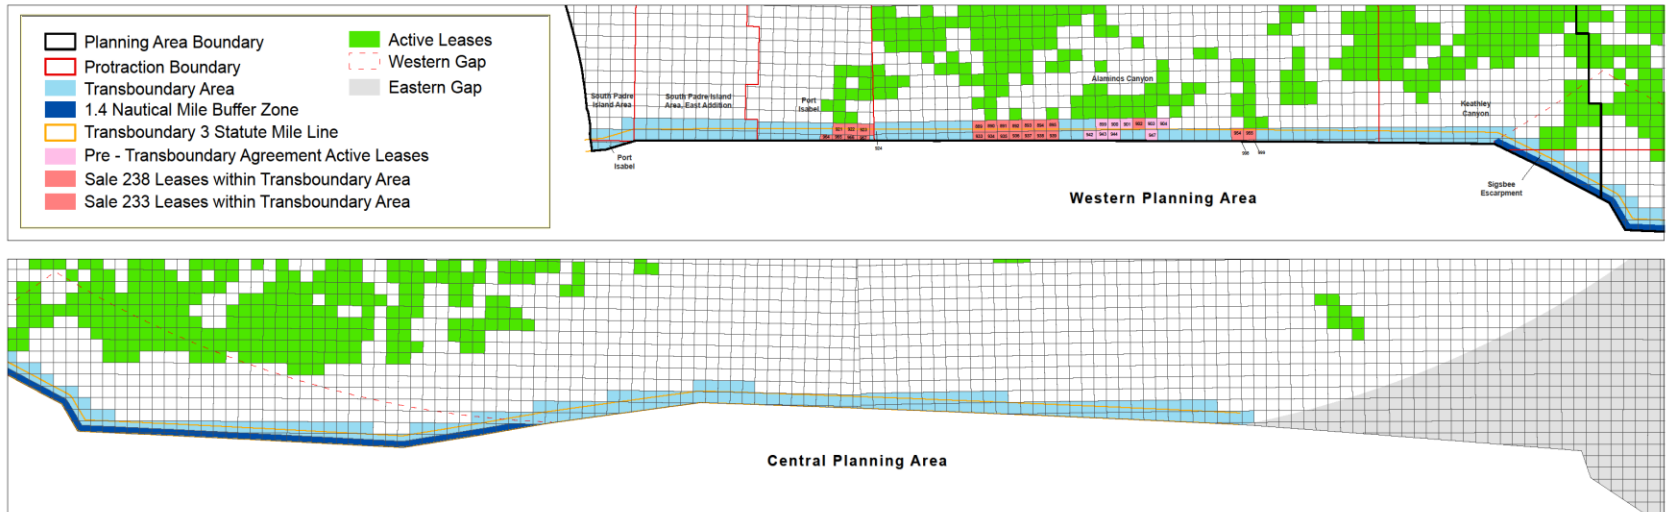 Planning Area Boundary
Protraction Boundary
Transboundary Area
1.4 Nautical Mile Buffer Zone
Transboundary 3 Statute Mile Line
Pre - Transboundary Agreement Active Leases
Sale 238 Leases within Transboundary Area
Sale 233 Leases within Transboundary Area
Active Leases
Western Gap
Eastern Gap
South Padre
Island Area
South Padre Island
Area, East Addition
Port
Isabel
Alaminos Canyon
Keathley
Canyon
Port
Isabel
Sigsbee
Escarpment
Western Planning Area
Central Planning Area